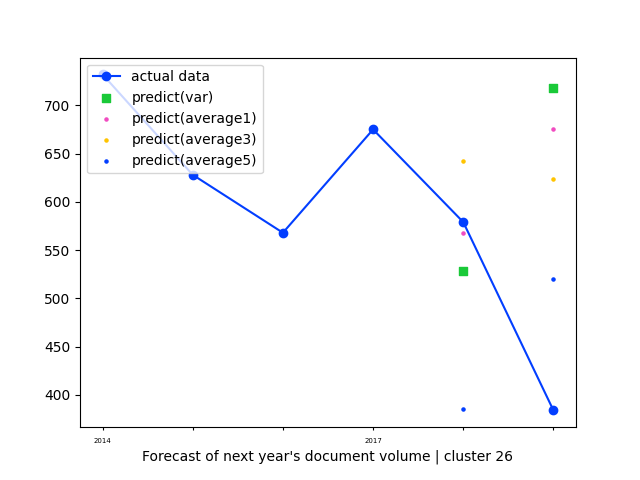 actual data
predict(var)
predict(average1)
predict(average3)
predict(average5)
700
650
600
550
500
450
400
2014
2017
Forecast of next year's document volume | cluster 26